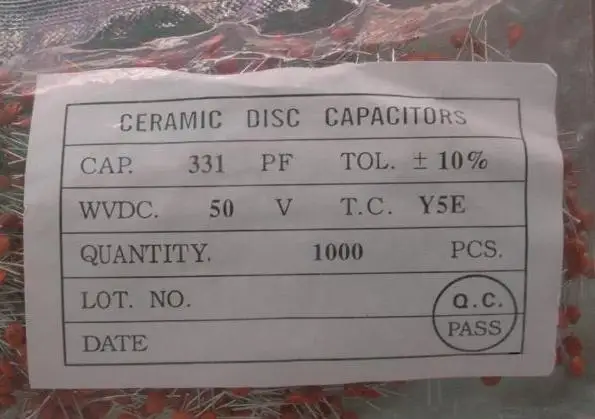 CERAMIC DISC CAPACITORS
CAP. 331 PF TOL. ± 10%
WVDC. 50 V T.C. Y5E
QUANTITY. 1000 PCS.
LOT. NO.
Q.C.
PASS
DATE